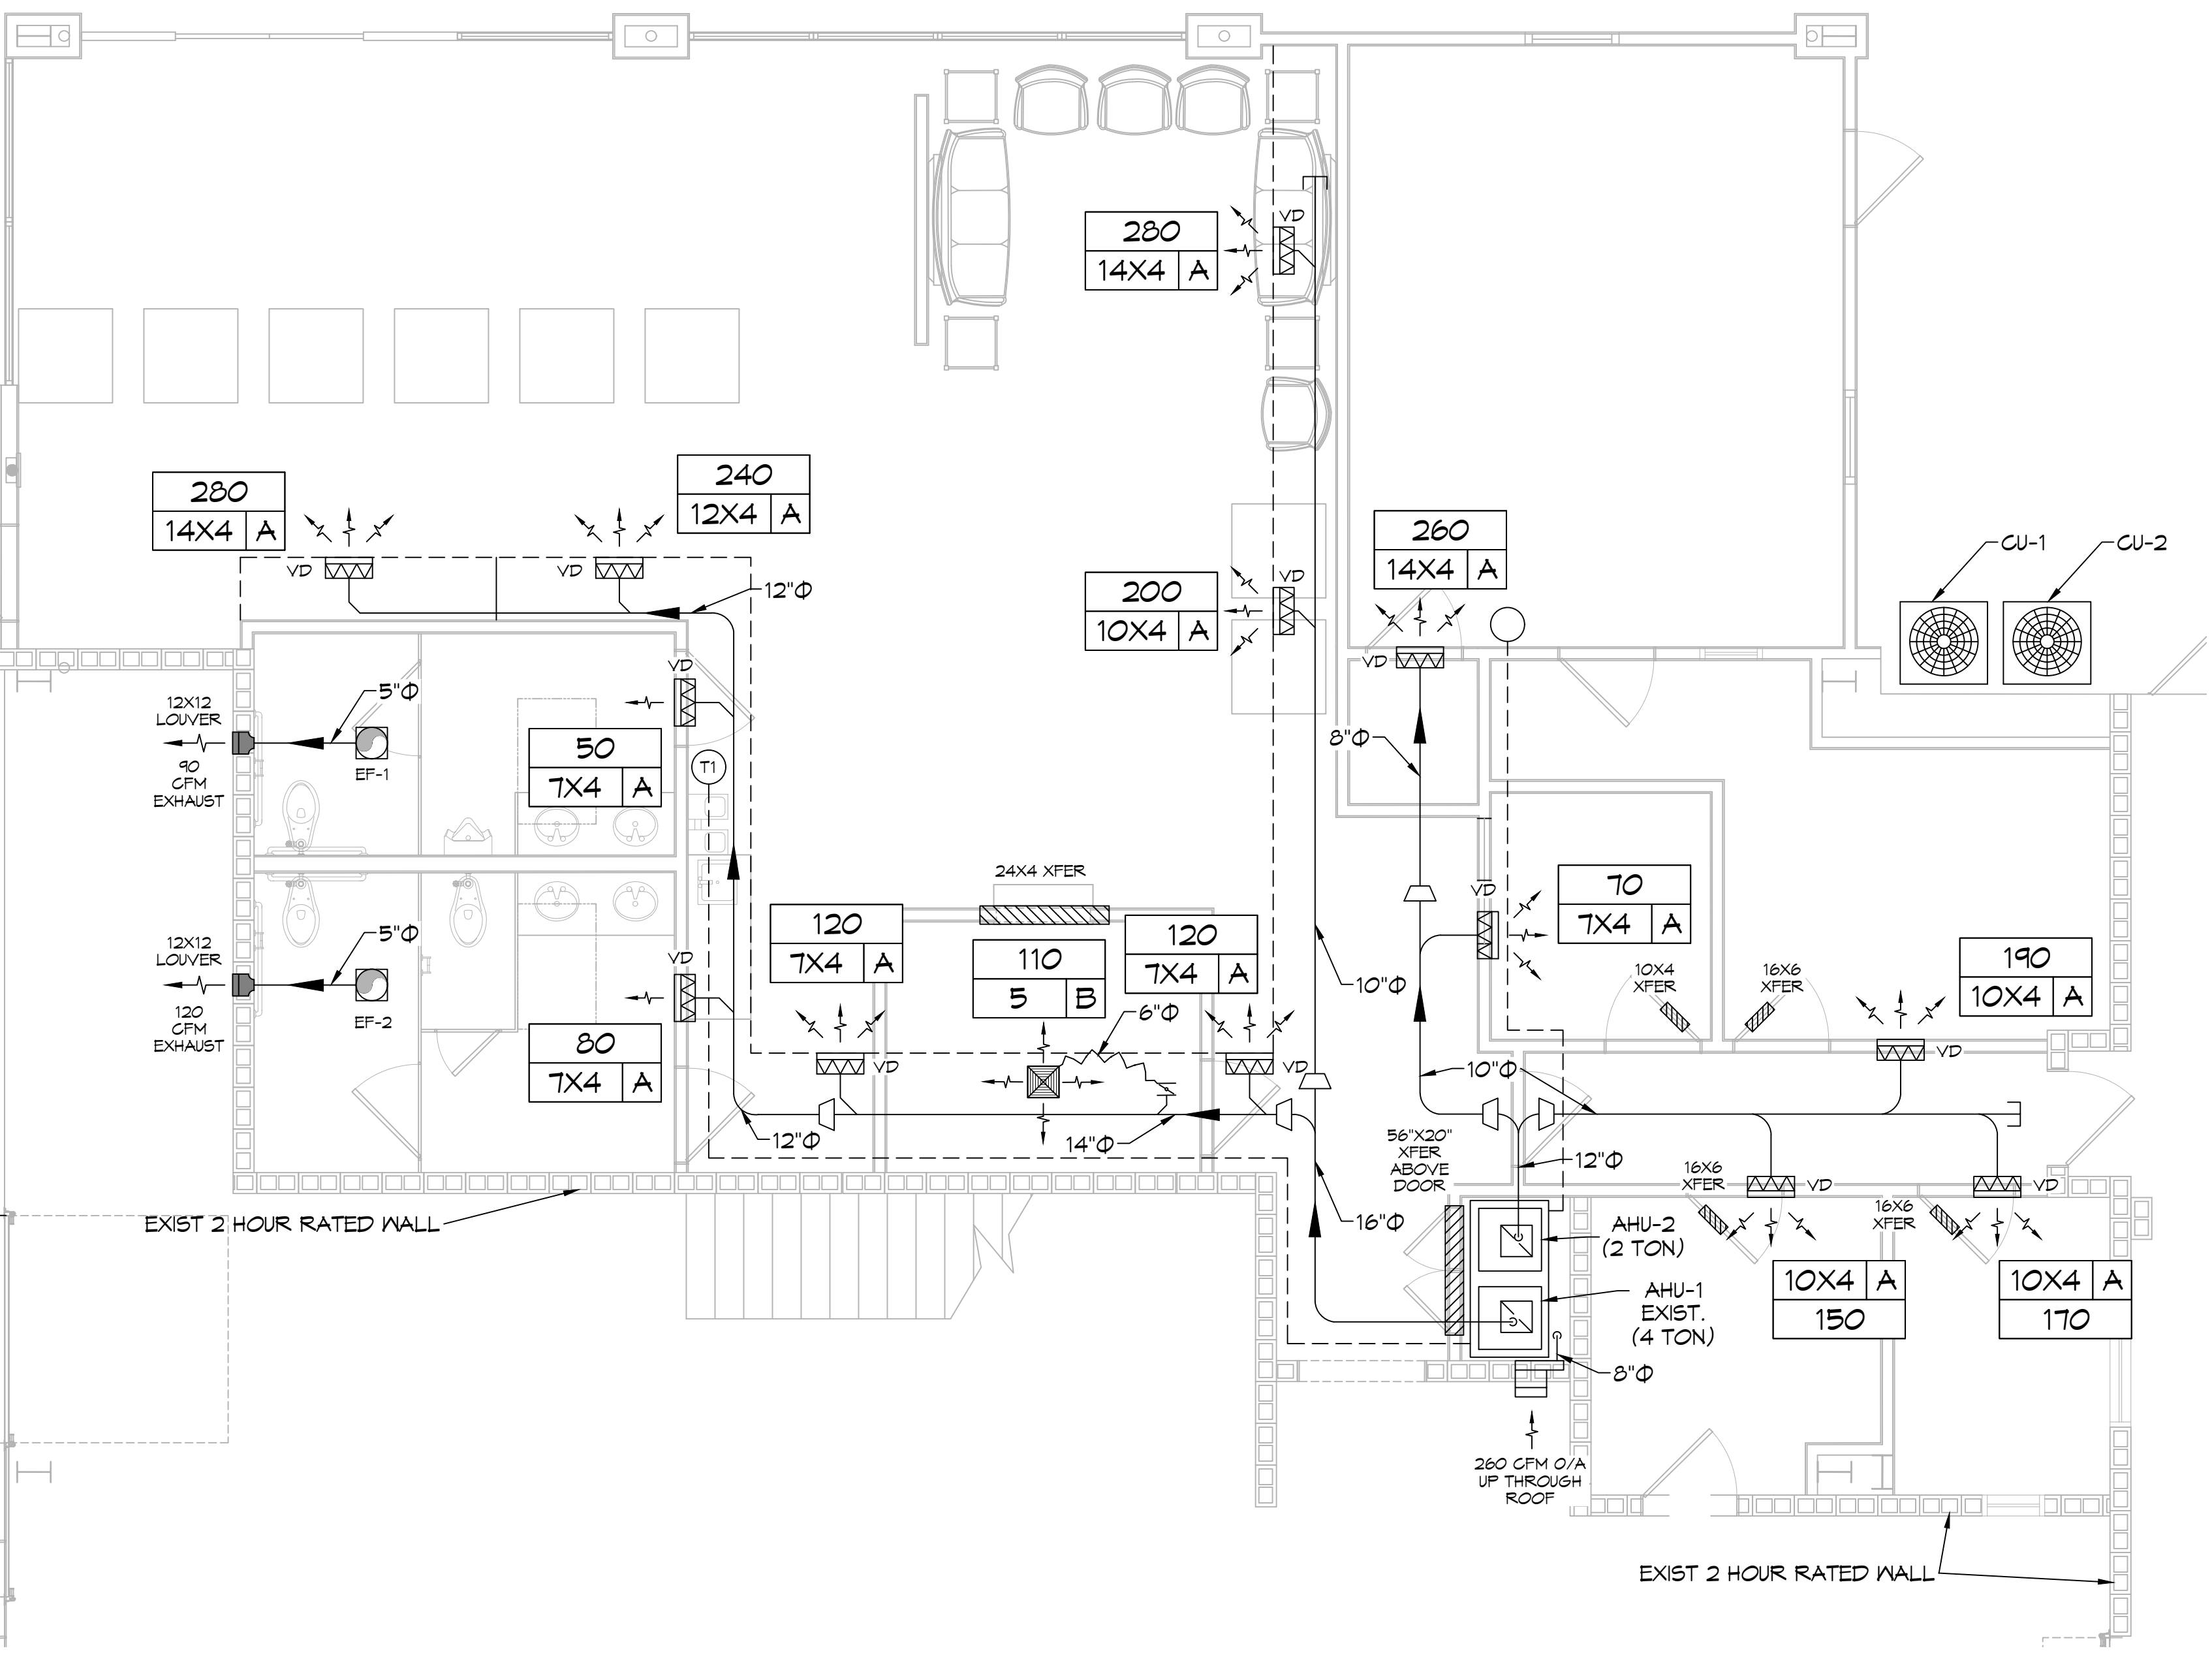 VD
280
14X4 A
280
14X4 A
VD
240
12X4 A
VD
12"Φ
200
10X4 A
VD
260
14X4 A
VD
CU-1
CU-2
12X12
LOUVER
5"Φ
EF-1
90
CFM
EXHAUST
VD
50
7X4 A
T1
8"Φ
12X12
LOUVER
5"Φ
EF-2
120
CFM
EXHAUST
VD
80
7X4 A
24X4 XFER
120
7X4 A
VD
110
5 B
6"Φ
120
7X4 A
VD
10"Φ
VD
70
7X4 A
10X4
XFER
16X6
XFER
190
10X4 A
VD
10"Φ
12"Φ
14"Φ
56"X20"
XFER
ABOVE
DOOR
12"Φ
16X6
XFER
VD
16X6
XFER
VD
EXIST 2 HOUR RATED WALL
16"Φ
AHU-2
(2 TON)
AHU-1
EXIST.
(4 TON)
10X4 A
150
10X4 A
170
8"Φ
260 CFM O/A
UP THROUGH
ROOF
EXIST 2 HOUR RATED WALL